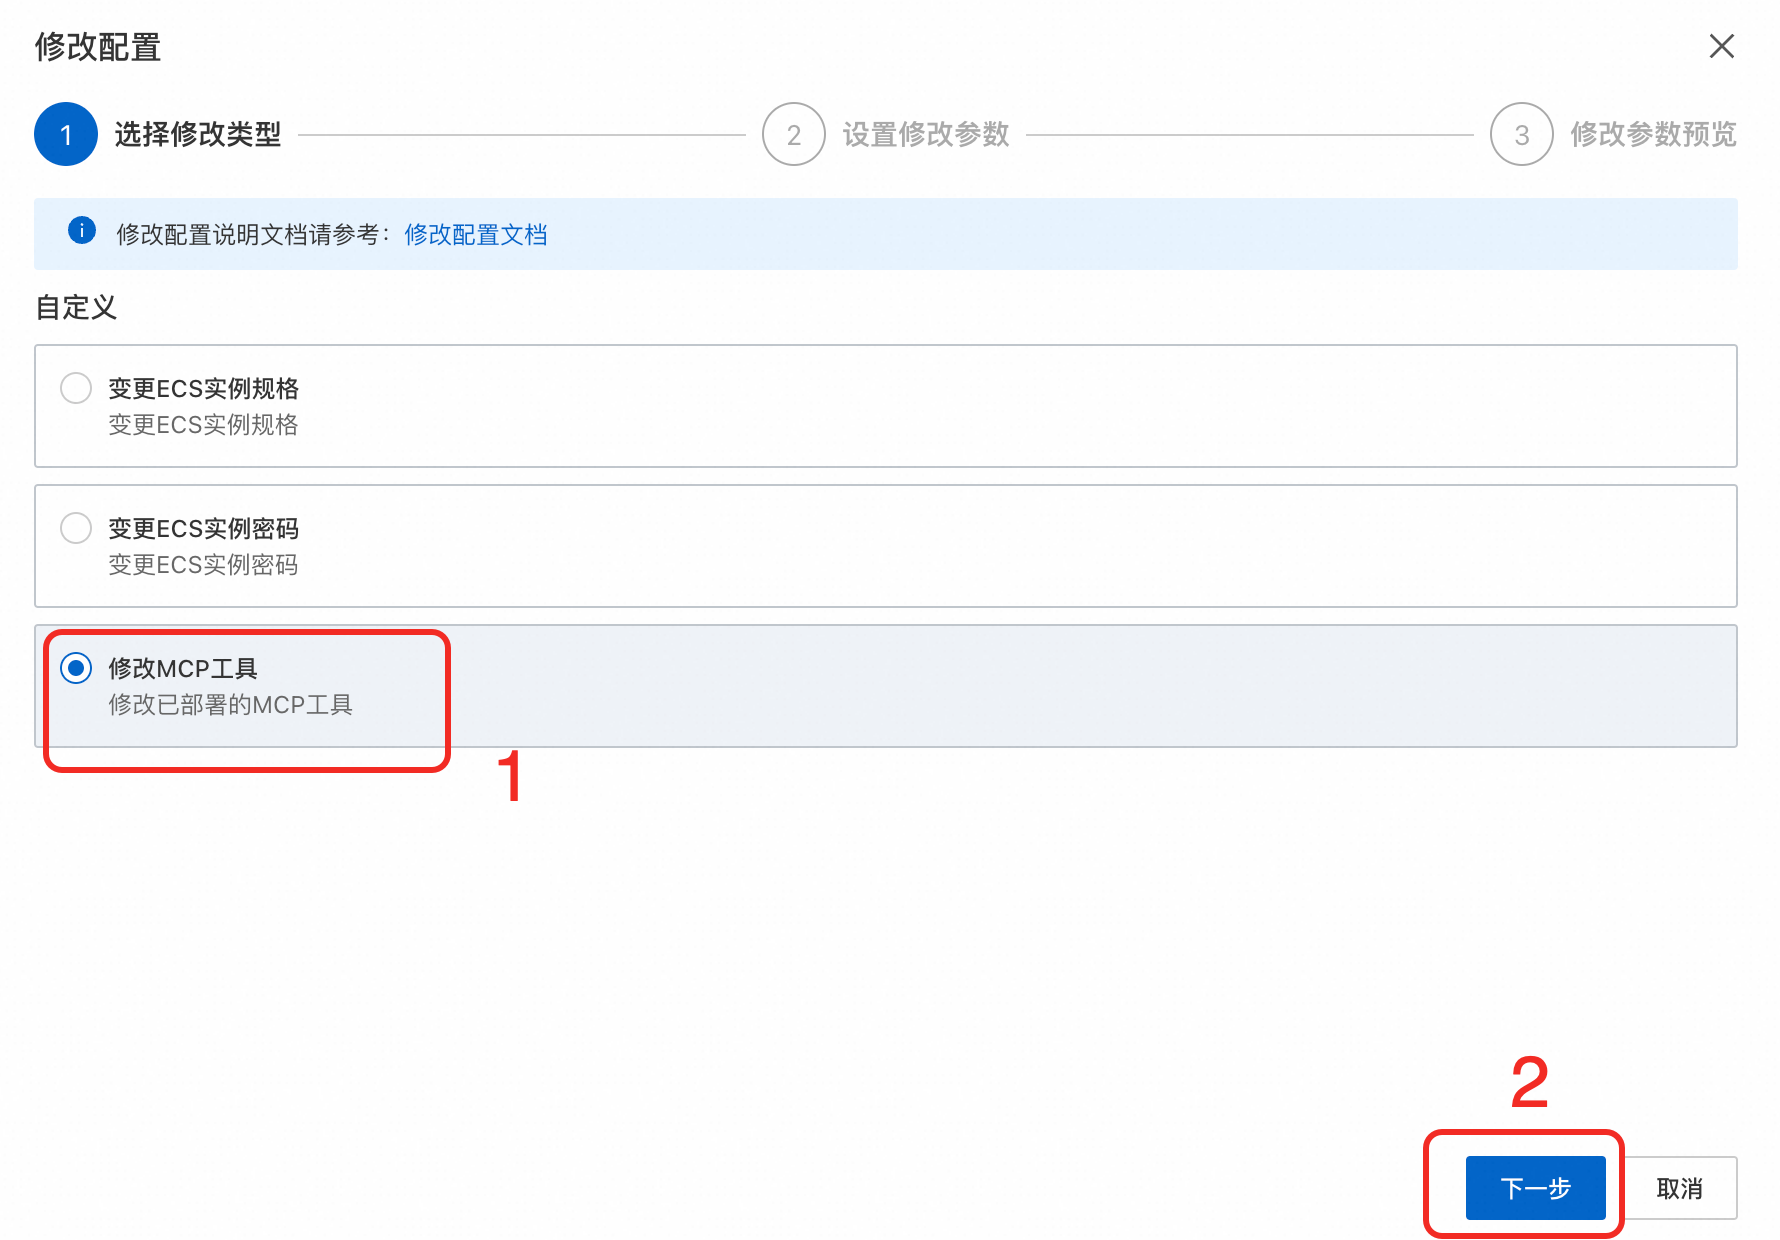 修改配置
1 选择修改类型
2 设置修改参数
3 修改参数预览
修改配置说明文档请参考：修改配置文档
自定义
变更ECS实例规格
变更ECS实例规格
变更ECS实例密码
变更ECS实例密码
修改MCP工具
修改已部署的MCP工具
1
2
下一步
取消